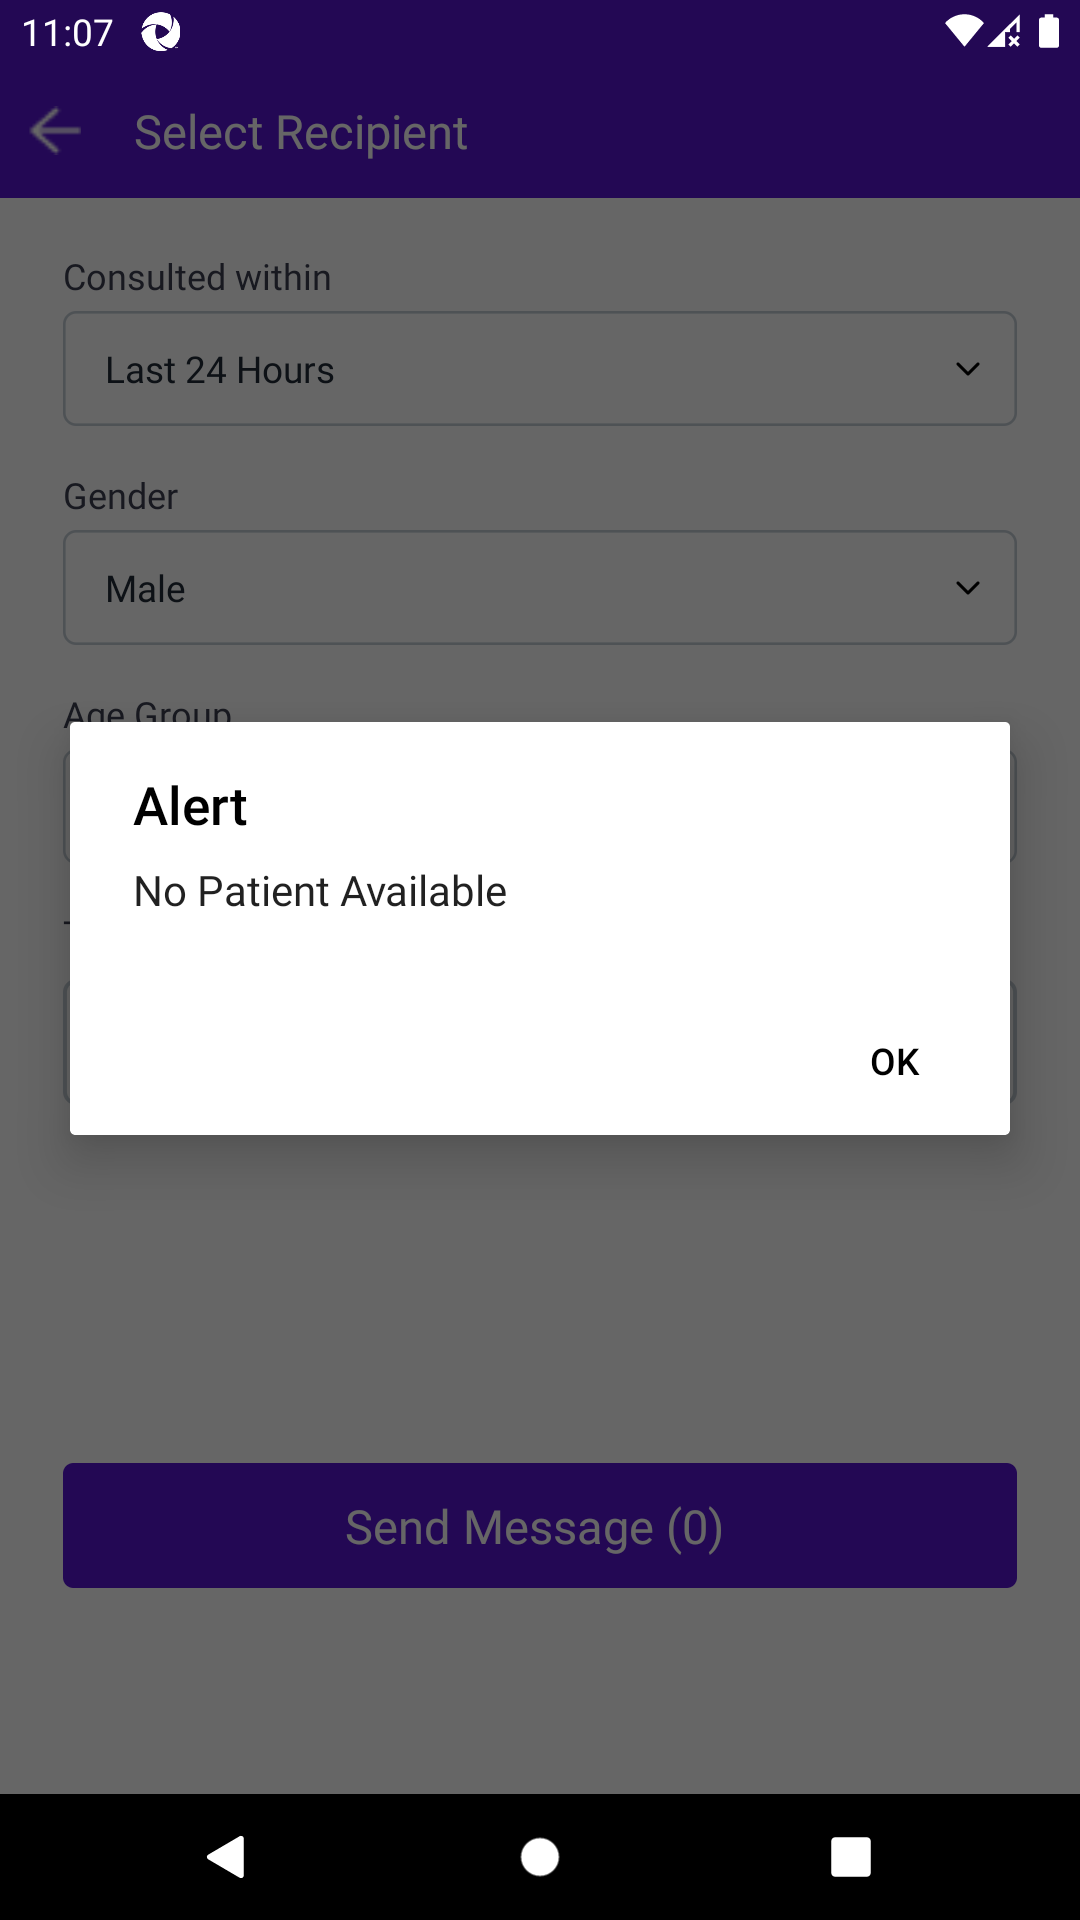 11:07
Select Recipient
Consulted within
Last 24 Hours
Gender
Male
Age Group
Alert
No Patient Available
OK
Send Message (0)